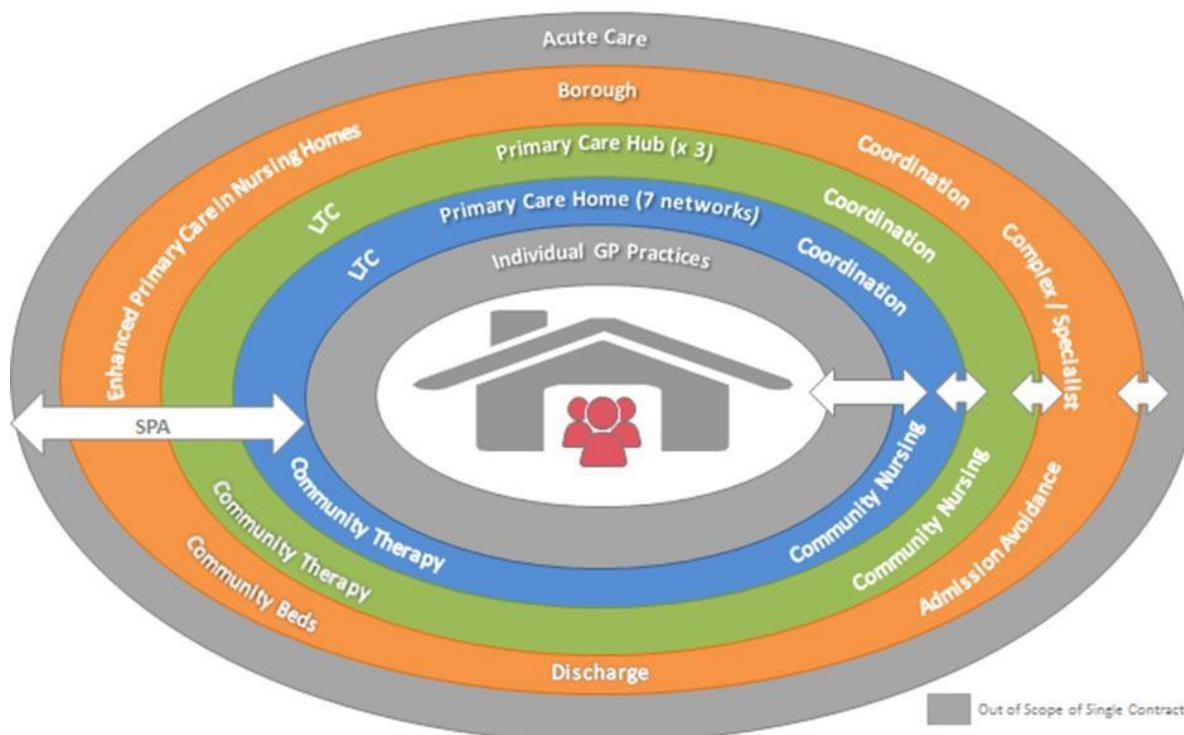 Acute Care
Borough
Enhanced Primary Care in Nursing Homes
Coordination
Complex / Specialist
Primary Care Hub (x 3)
LTC
Coordination
Primary Care Home (7 networks)
LTC
Coordination
Individual GP Practices
SPA
Community Therapy
Community Nursing
Community Therapy
Community Nursing
Community Beds
Admission Avoidance
Discharge
Out of Scope of Single Contract